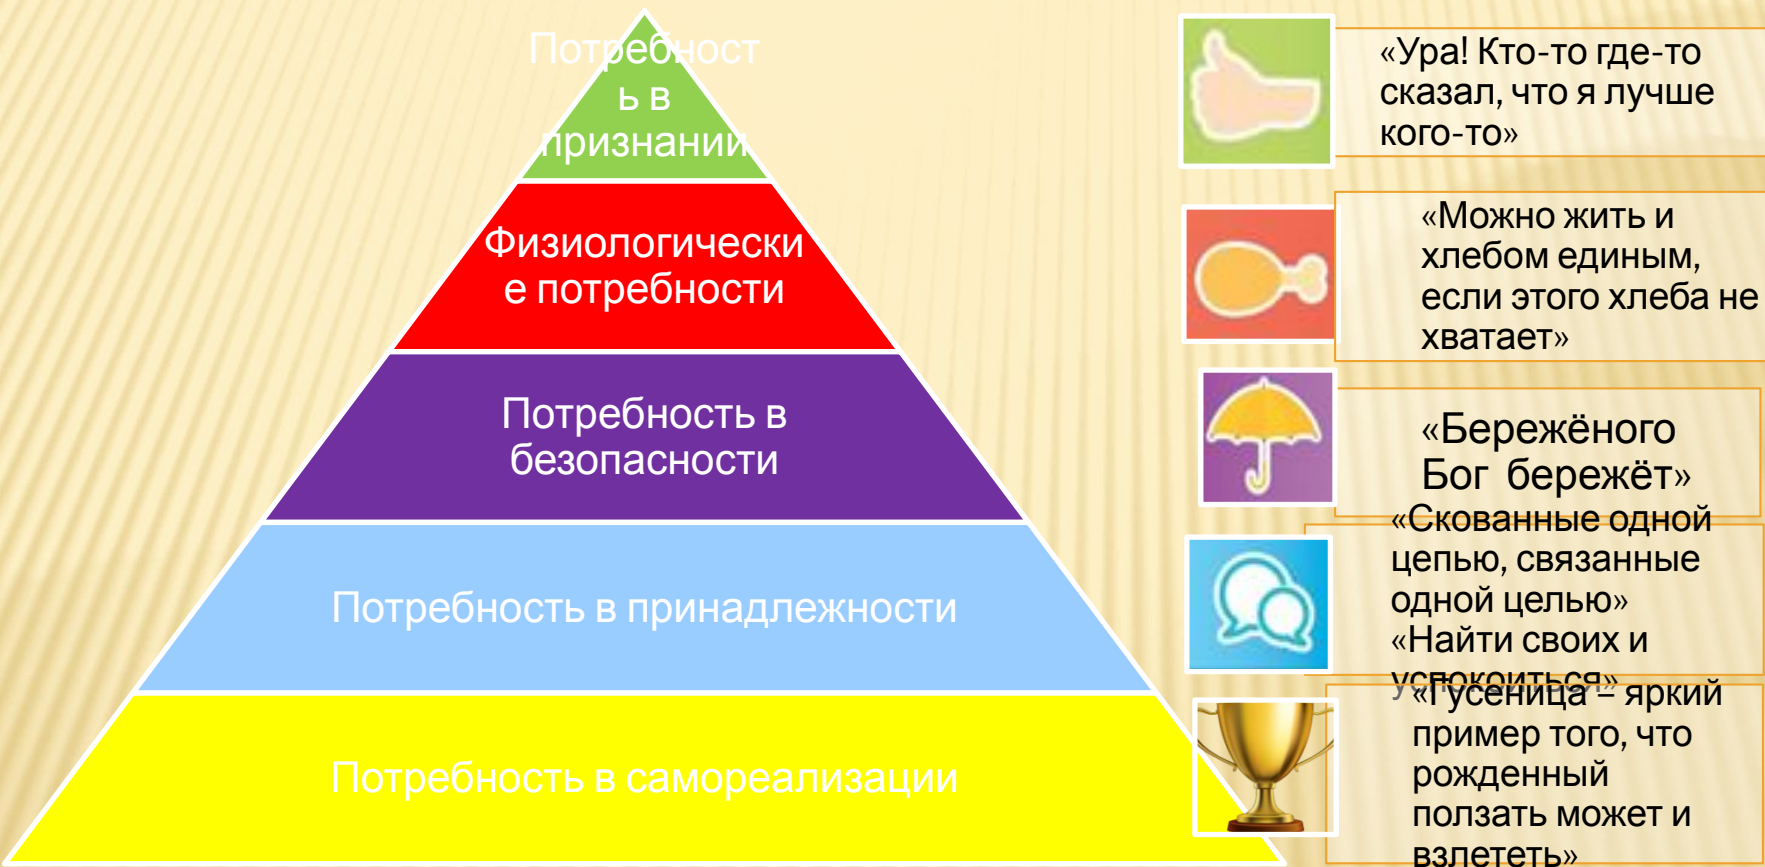 Потребност
ь в
признании
Физиологически
е потребности
Потребность в
безопасности
Потребность в принадлежности
Потребность в самореализации
«Ура! Кто-то где-то
сказал, что я лучше
кого-то»
«Можно жить и
хлебом единым,
если этого хлеба не
хватает»
«Бережёного
Бог бережёт»
«Скованные одной
цепью, связанные
одной целью»
«Найти своих и
успокоиться»
«Гусеница – яркий
пример того, что
рожденный
ползать может и
взлететь»